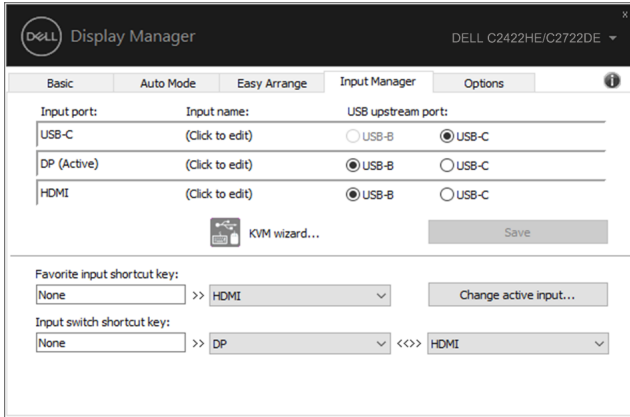 DELL Display Manager DELL C2422HE/C2722DE x
Basic Auto Mode Easy Arrange Input Manager Options i
Input port: Input name: USB upstream port:
USB-C (Click to edit) USB-B USB-C
DP (Active) (Click to edit) USB-B USB-C
HDMI (Click to edit) USB-B USB-C
KVM wizard... Save
Favorite input shortcut key:
None >> HDMI Change active input...
Input switch shortcut key:
None >> DP <<>> HDMI